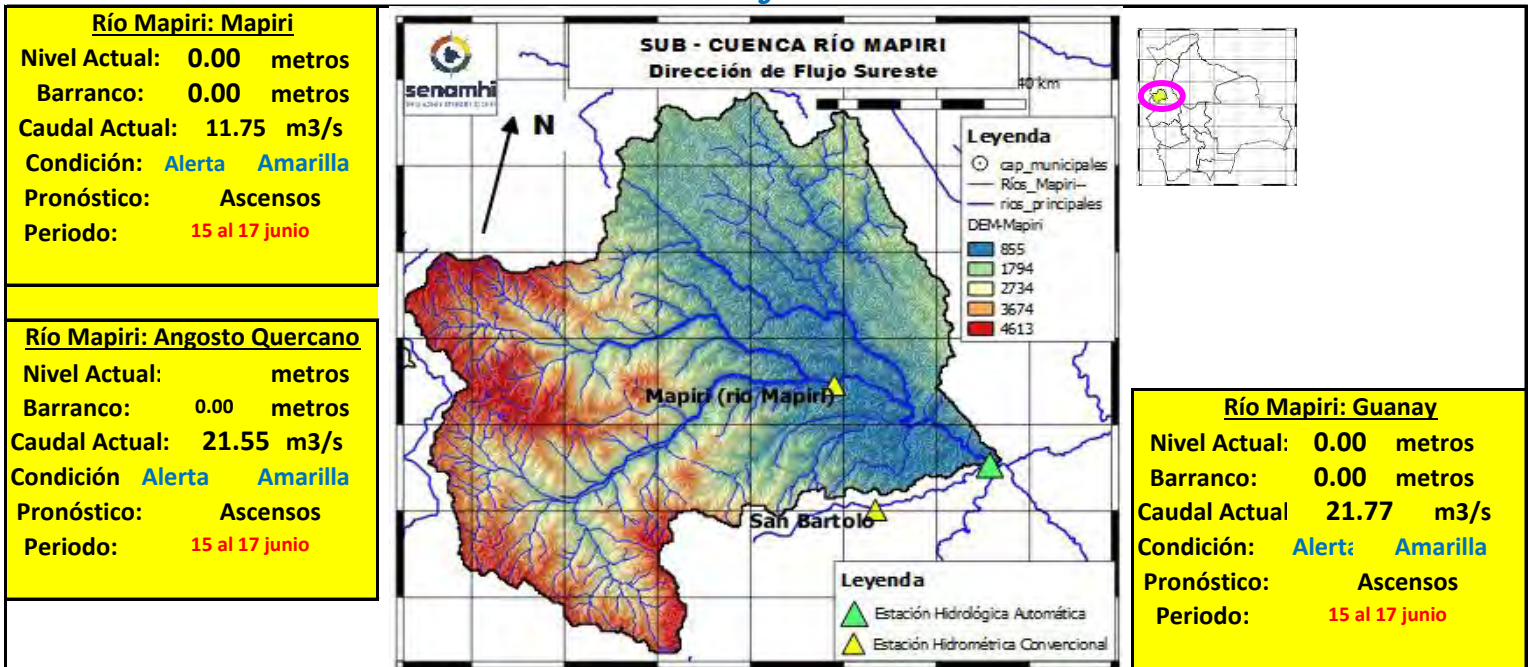 Río Mapiri: Mapiri
Nivel Actual: 0.00 metros
Barranco: 0.00 metros
Caudal Actual: 11.75 m3/s
Condición: Alerta Amarilla
Pronóstico: Ascensos
Periodo: 15 al 17 junio
Río Mapiri: Angosto Quercano
Nivel Actual: metros
Barranco: 0.00 metros
Caudal Actual: 21.55 m3/s
Condición Alerta Amarilla
Pronóstico: Ascensos
Periodo: 15 al 17 junio
senamhi
SUB - CUENCA RÍO MAPIRI
Dirección de Flujo Sureste
40 km
N
Leyenda
cap_municipales
Ríos_Mapiri--
rios_principales
DEM-Mapiri
855
1794
2734
3674
4613
Mapiri (rio Mapiri)
San Bartolo
Leyenda
Estación Hidrológica Automática
Estación Hidrométrica Convencional
Río Mapiri: Guanay
Nivel Actual: 0.00 metros
Barranco: 0.00 metros
Caudal Actual 21.77 m3/s
Condición: Alerta Amarilla
Pronóstico: Ascensos
Periodo: 15 al 17 junio